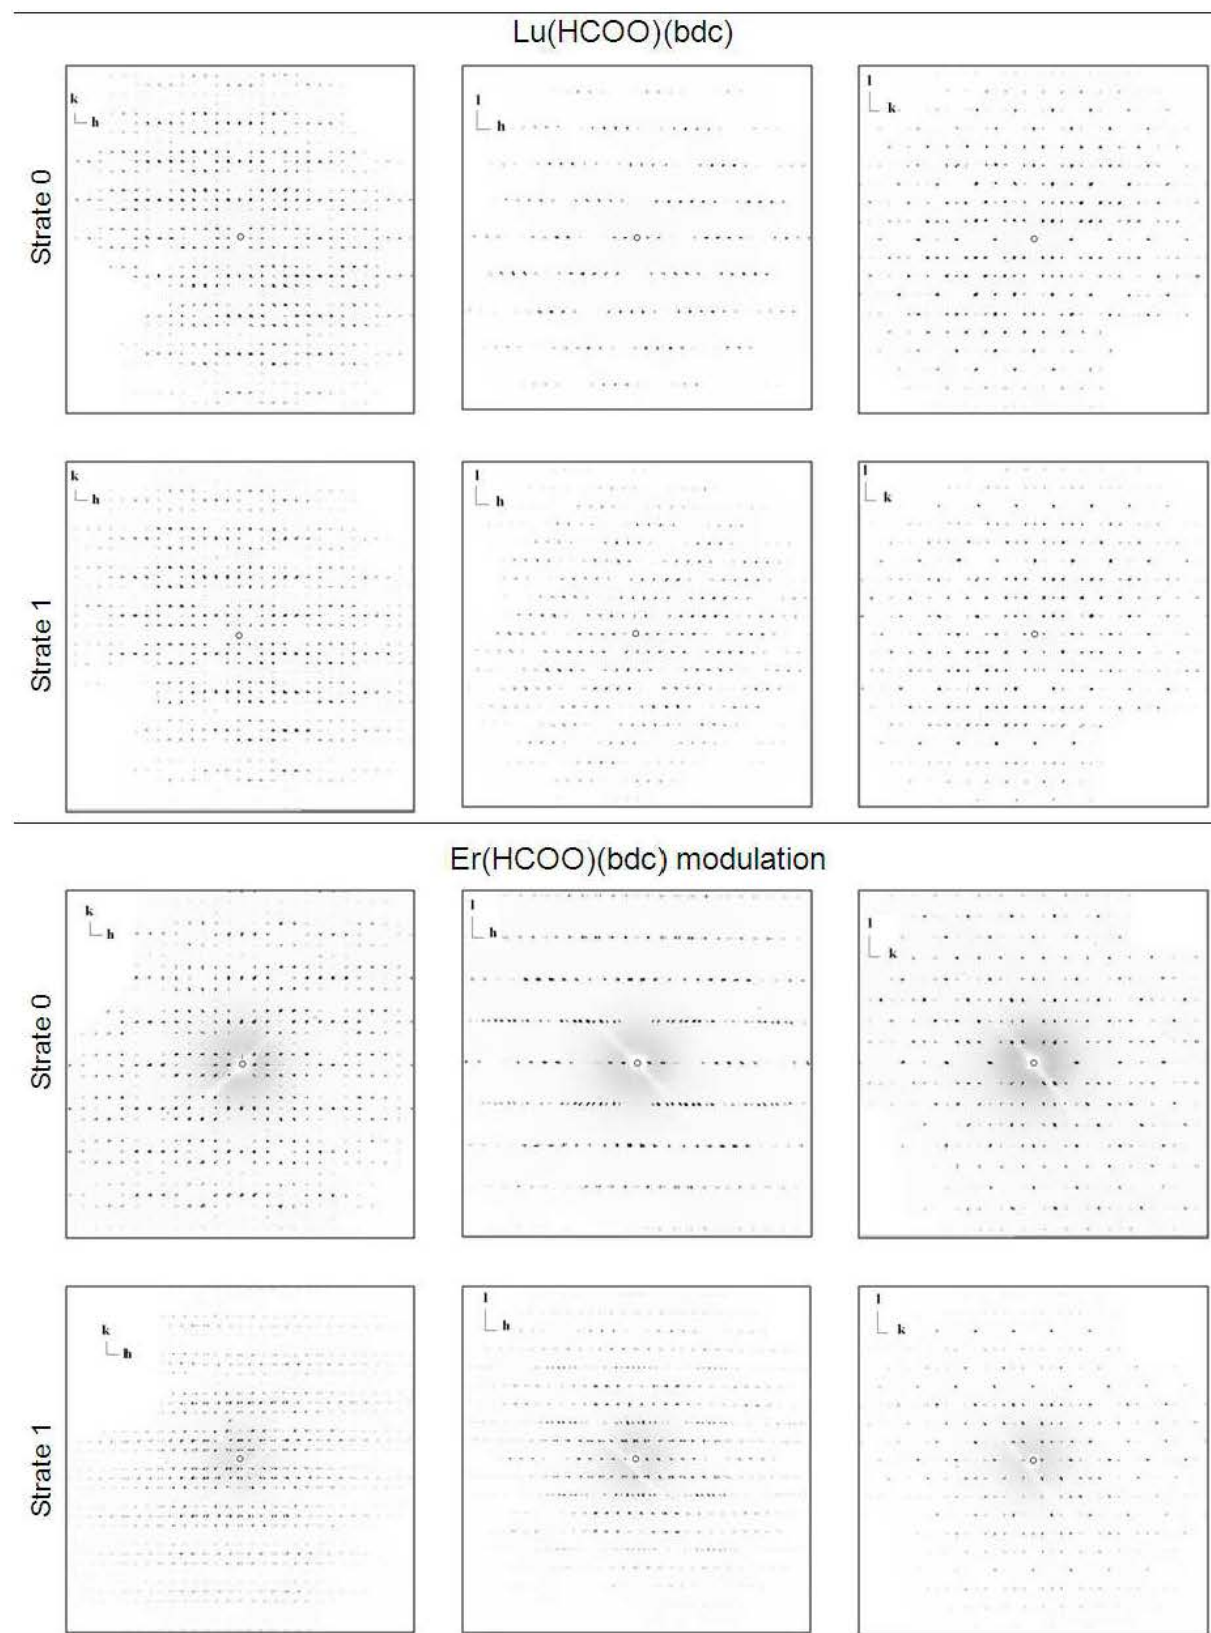 Lu(HCOO)(bdc)
Strate 0
k
h
l
h
l
k
Strate 1
k
h
l
h
l
k
Er(HCOO)(bdc) modulation
Strate 0
k
h
l
h
l
k
Strate 1
k
h
l
h
l
k